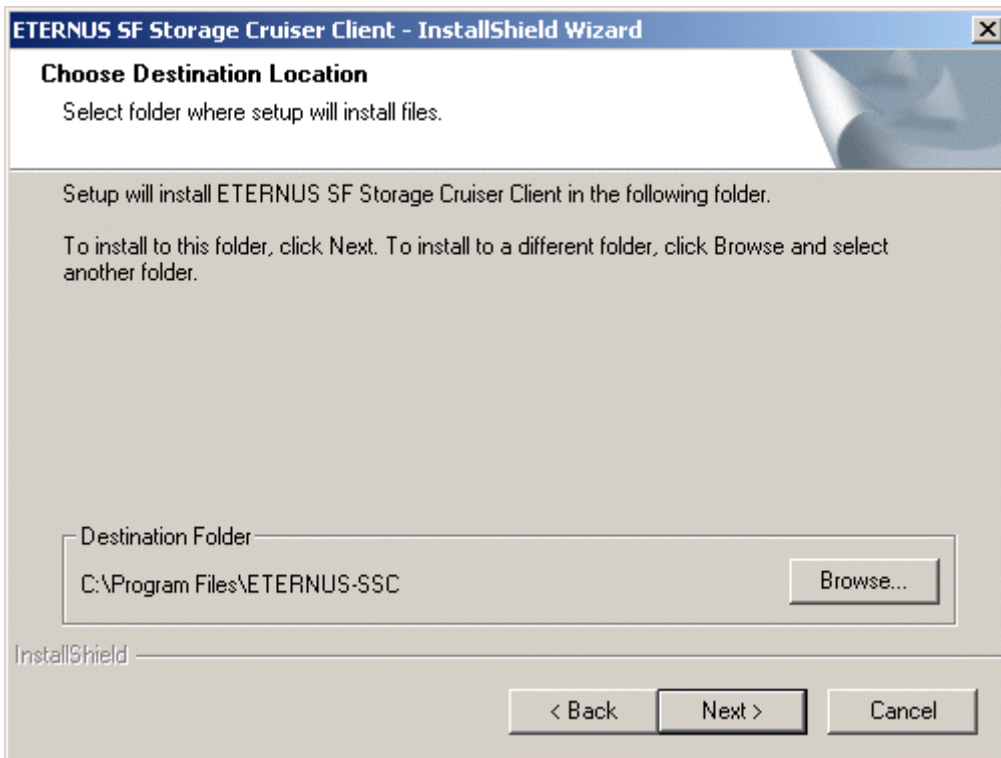 ETERNUS SF Storage Cruiser Client - InstallShield Wizard
Choose Destination Location
Select folder where setup will install files.
Setup will install ETERNUS SF Storage Cruiser Client in the following folder.
To install to this folder, click Next. To install to a different folder, click Browse and select
another folder.
Destination Folder
C:\Program Files\ETERNUS-SSC
Browse...
InstallShield
< Back
Next >
Cancel